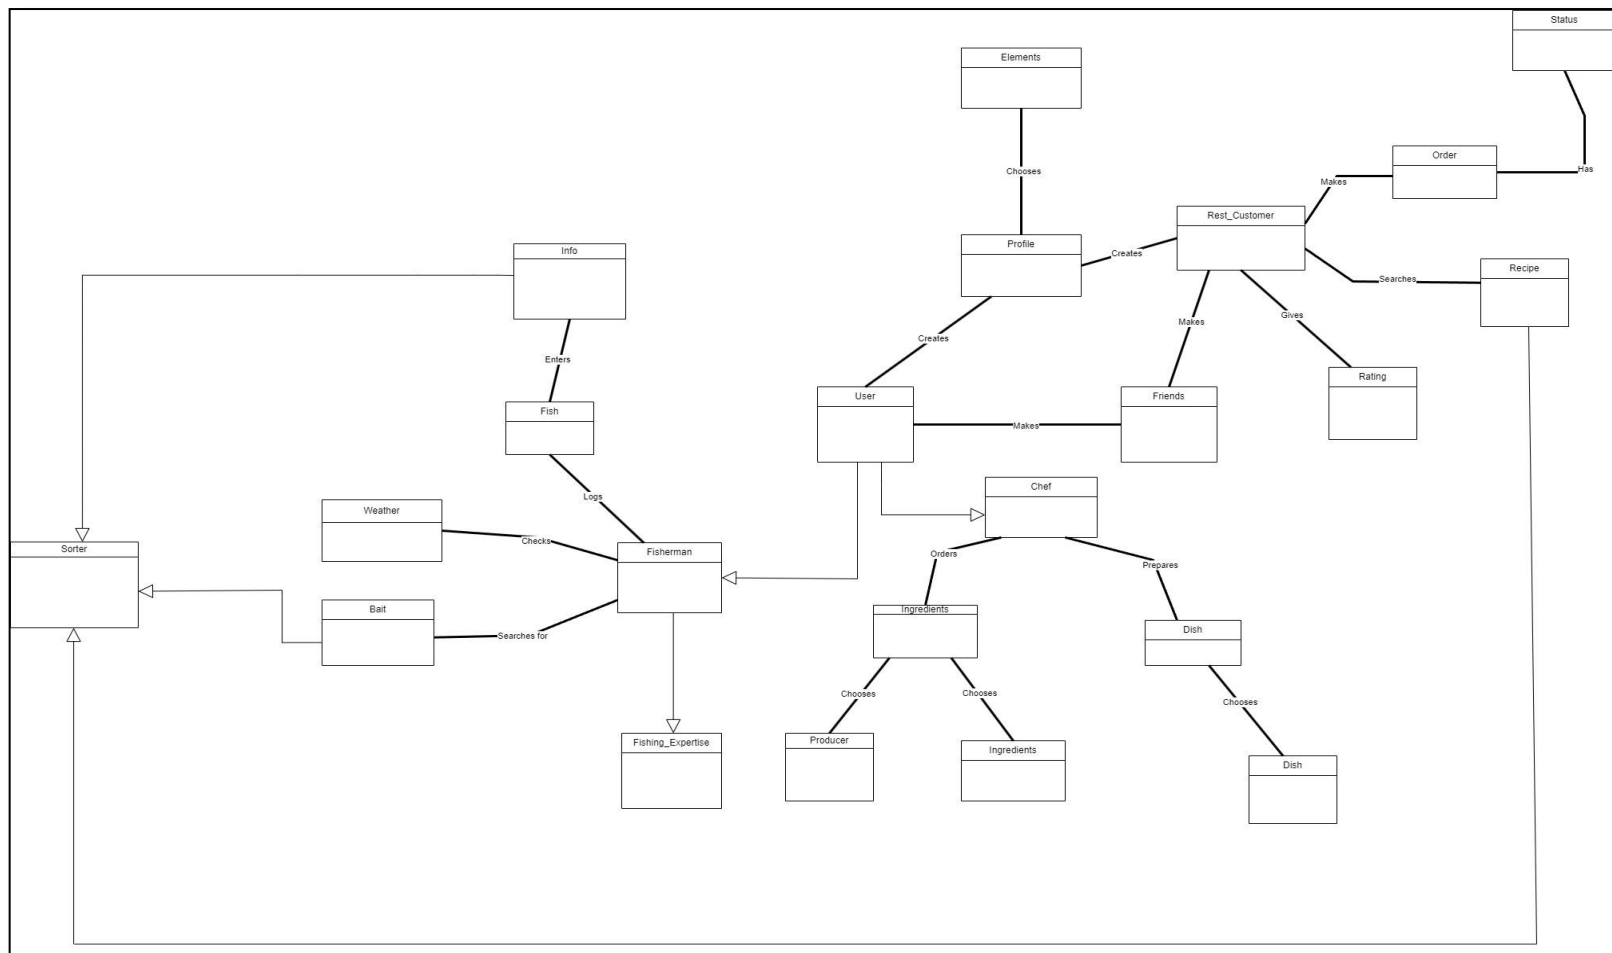 Status
Elements
Order
Chooses
Has
Makes
Rest_Customer
Profile
Info
Creates
Recipe
Searches
Gives
Makes
Creates
Enters
Rating
User
Friends
Fish
Makes
Chef
Logs
Weather
Checks
Sorter
Fisherman
Orders
Prepares
Bait
Ingredients
Dish
Searches for
Chooses
Chooses
Chooses
Fishing_Expertise
Producer
Ingredients
Dish